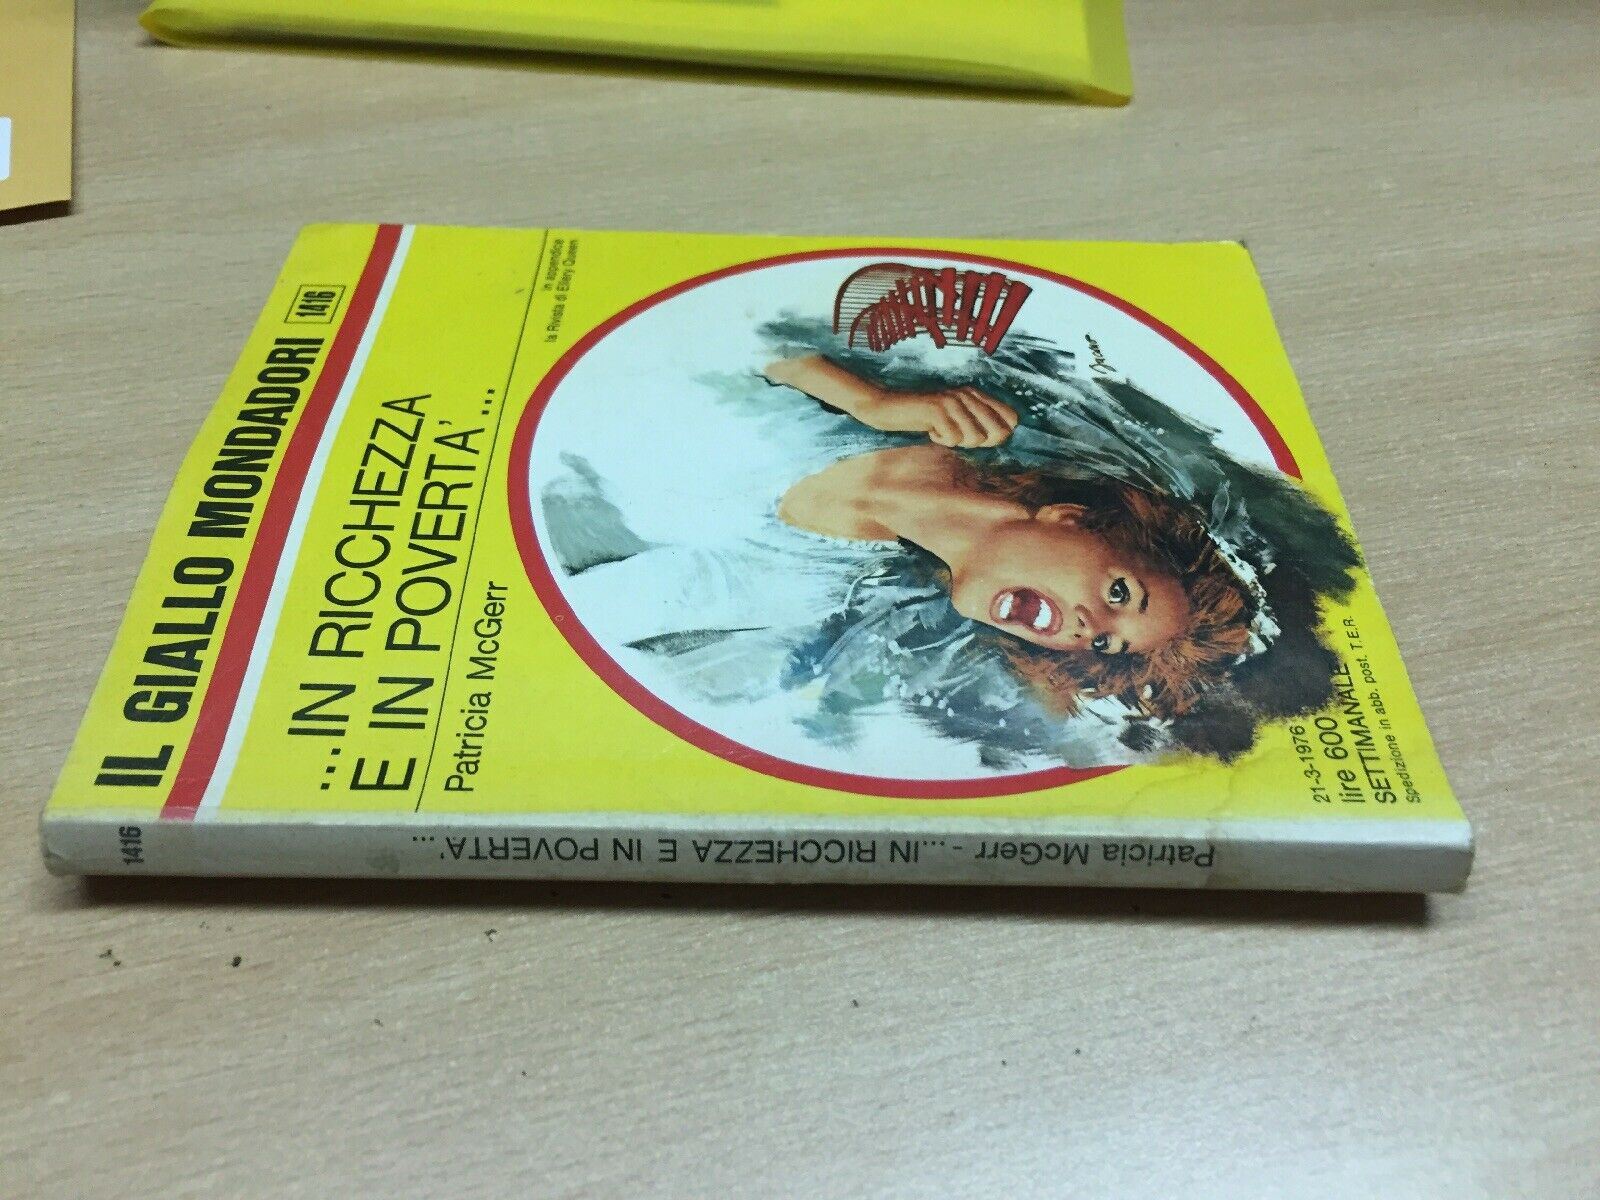 IL GIALLO MONDADORI 1416
...IN RICCHEZZA
E IN POVERTA'...
Patricia McGerr
in appendice
la Rivista di Ellery Queen
Jacono
21-3-1976
lire 600
SETTIMANALE
Spedizione in abb. post. T.E.R.
1416
Patricia McGerr - ...IN RICCHEZZA E IN POVERTA'...